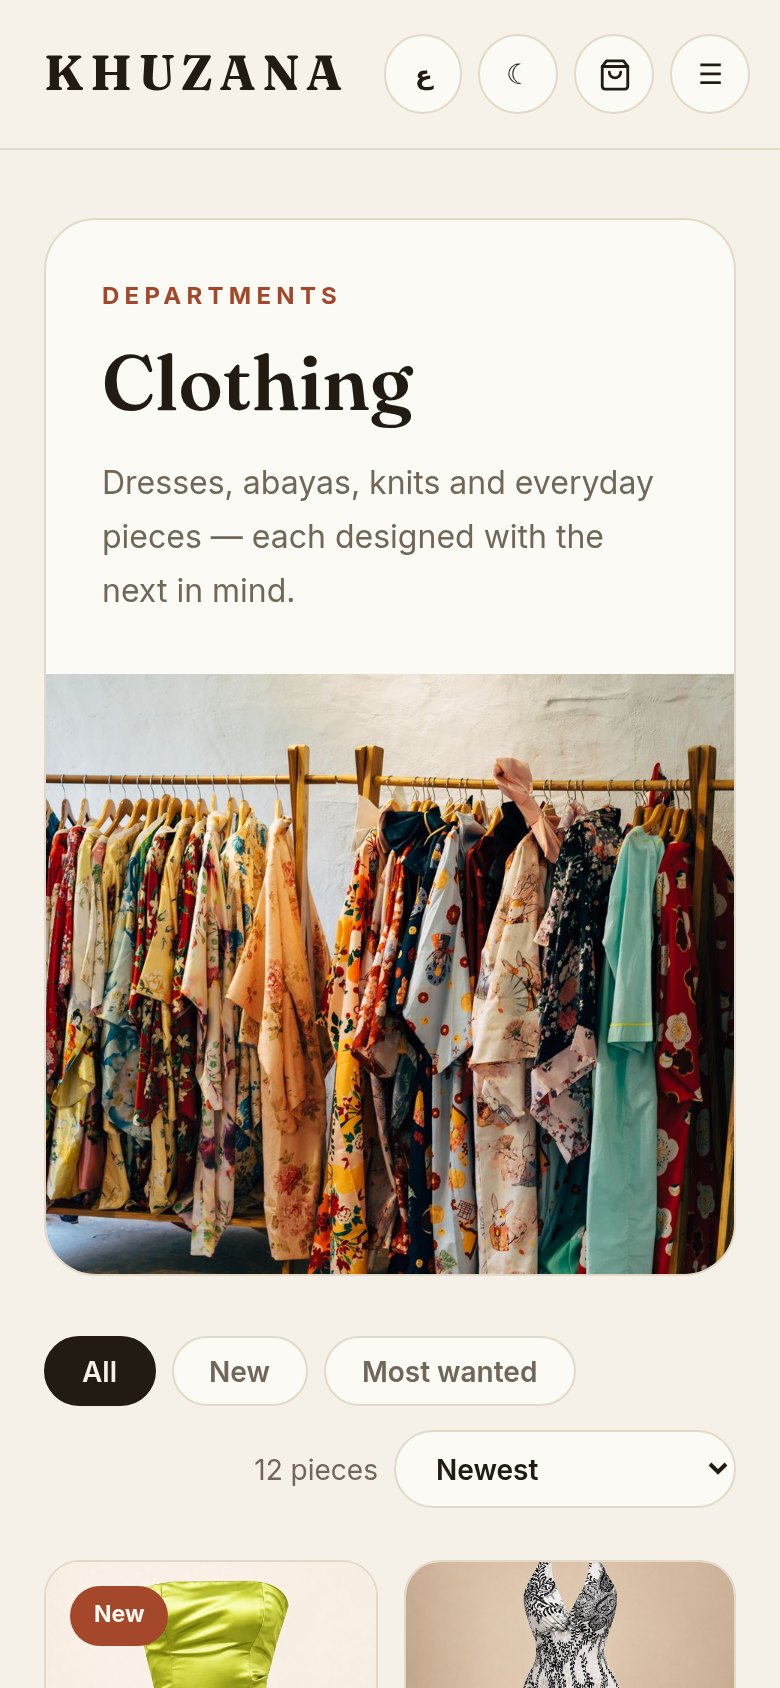 KHUZANA
ع
DEPARTMENTS
Clothing
Dresses, abayas, knits and everyday
pieces — each designed with the
next in mind.
All
New
Most wanted
12 pieces
Newest
New